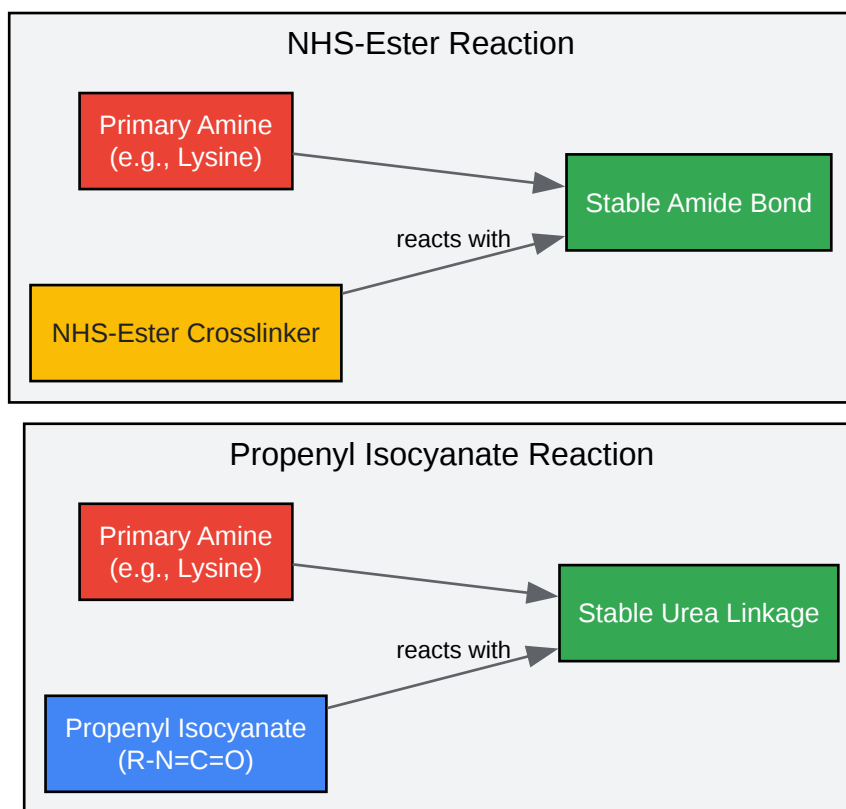 NHS-Ester Reaction
Primary Amine
(e.g., Lysine)
Stable Amide Bond
reacts with
NHS-Ester Crosslinker
Propenyl Isocyanate Reaction
Primary Amine
(e.g., Lysine)
Stable Urea Linkage
reacts with
Propenyl Isocyanate
(R-N=C=O)